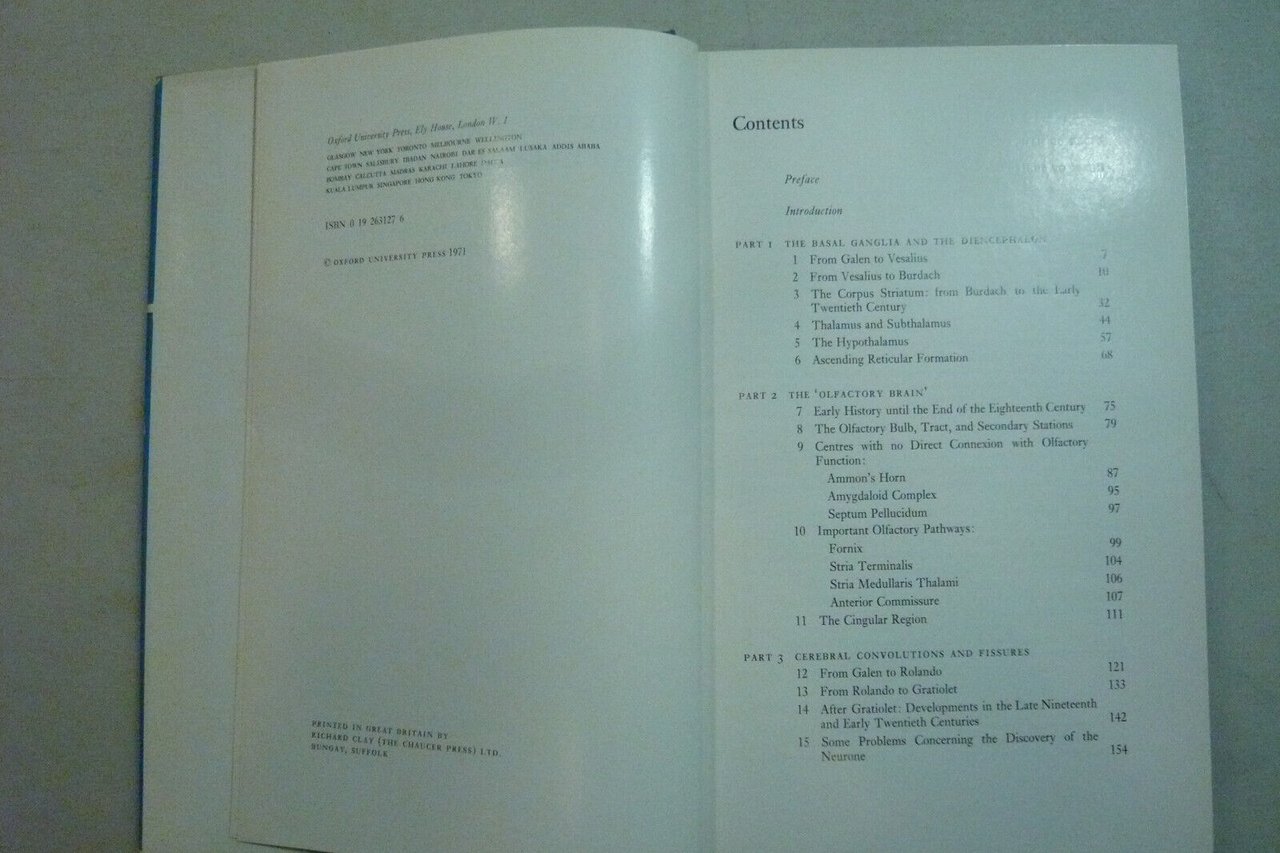 Oxford University Press, Ely House, London W. 1
GLASGOW NEW YORK TORONTO MELBOURNE WELLINGTON
CAPE TOWN SALISBURY IBADAN NAIROBI DAR ES SALAAM LUSAKA ADDIS ABABA
BOMBAY CALCUTTA MADRAS KARACHI LAHORE DACCA
KUALA LUMPUR SINGAPORE HONG KONG TOKYO
ISBN 0 19 263127 6
© OXFORD UNIVERSITY PRESS 1971
PRINTED IN GREAT BRITAIN BY
RICHARD CLAY (THE CHAUCER PRESS) LTD.
BUNGAY, SUFFOLK
Contents
Preface
Introduction
PART 1 THE BASAL GANGLIA AND THE DIENCEPHALON
1 From Galen to Vesalius 7
2 From Vesalius to Burdach 10
3 The Corpus Striatum: from Burdach to the Early
Twentieth Century 32
4 Thalamus and Subthalamus 44
5 The Hypothalamus 57
6 Ascending Reticular Formation 68
PART 2 THE ‘OLFACTORY BRAIN’
7 Early History until the End of the Eighteenth Century 75
8 The Olfactory Bulb, Tract, and Secondary Stations 79
9 Centres with no Direct Connexion with Olfactory
Function:
Ammon's Horn 87
Amygdaloid Complex 95
Septum Pellucidum 97
10 Important Olfactory Pathways:
Fornix 99
Stria Terminalis 104
Stria Medullaris Thalami 106
Anterior Commissure 107
11 The Cingular Region 111
PART 3 CEREBRAL CONVOLUTIONS AND FISSURES
12 From Galen to Rolando 121
13 From Rolando to Gratiolet 133
14 After Gratiolet: Developments in the Late Nineteenth
and Early Twentieth Centuries 142
15 Some Problems Concerning the Discovery of the
Neurone 154